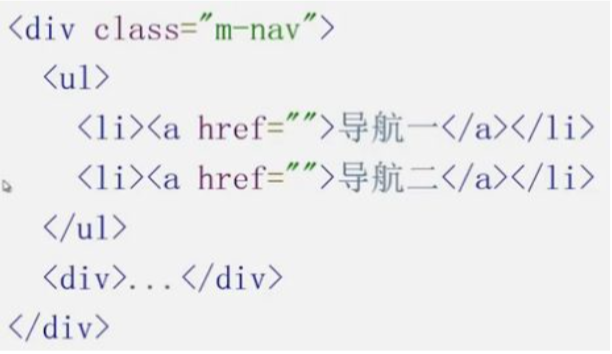 <div class="m-nav">
<ul>
<li><a href="">导航一</a></li>
<li><a href="">导航二</a></li>
</ul>
<div>...</div>
</div>